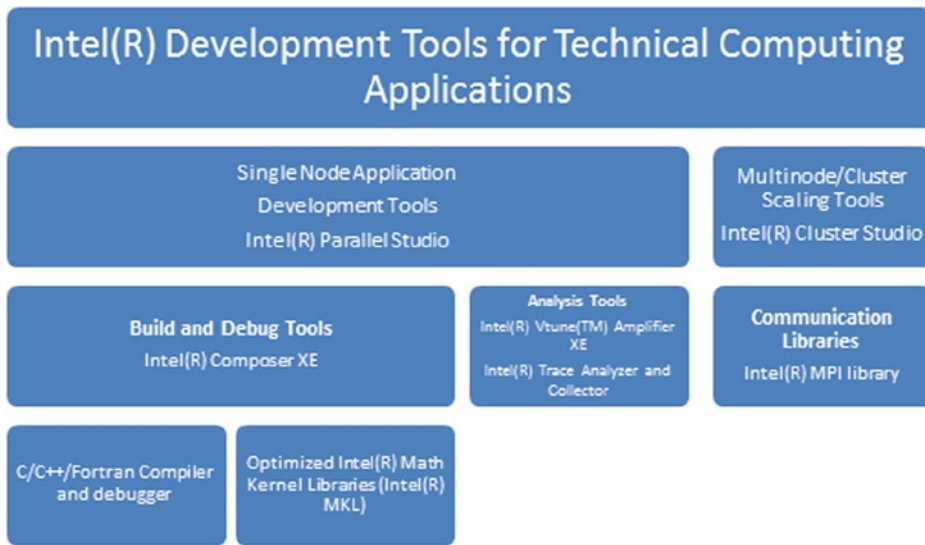 Intel(R) Development Tools for Technical Computing
Applications
Single Node Application
Development Tools
Intel(R) Parallel Studio
Multinode/Cluster
Scaling Tools
Intel(R) Cluster Studio
Build and Debug Tools
Intel(R) Composer XE
Analysis Tools
Intel(R) Vtune(TM) Amplifier
XE
Intel(R) Trace Analyzer and
Collector
Communication
Libraries
Intel(R) MPI library
C/C++/Fortran Compiler
and debugger
Optimized Intel(R) Math
Kernel Libraries (Intel(R)
MKL)